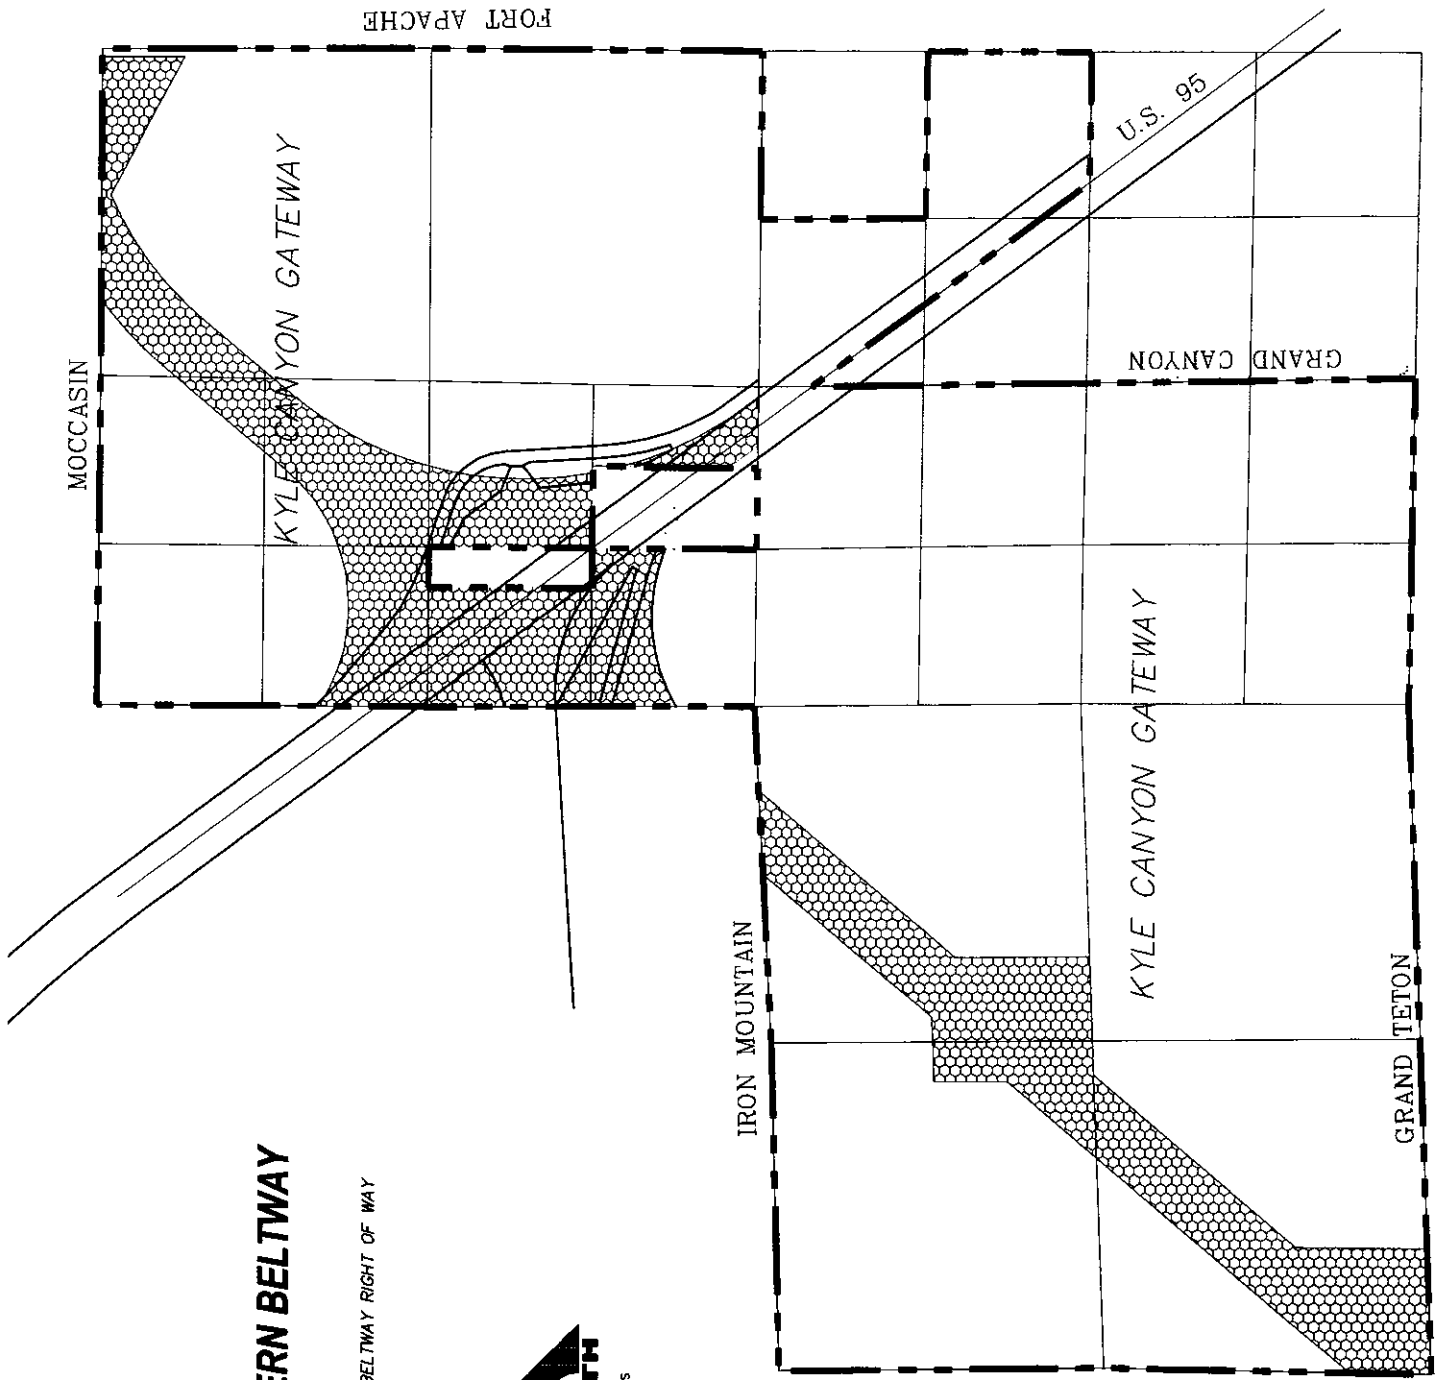 FORT APACHE
U.S. 95
KYLE CANYON GATEWAY
MOCCASIN
GRAND CANYON
KYLE CANYON GATEWAY
IRON MOUNTAIN
GRAND TETON
ERN BELTWAY
BELTWAY RIGHT OF WAY
TH
S